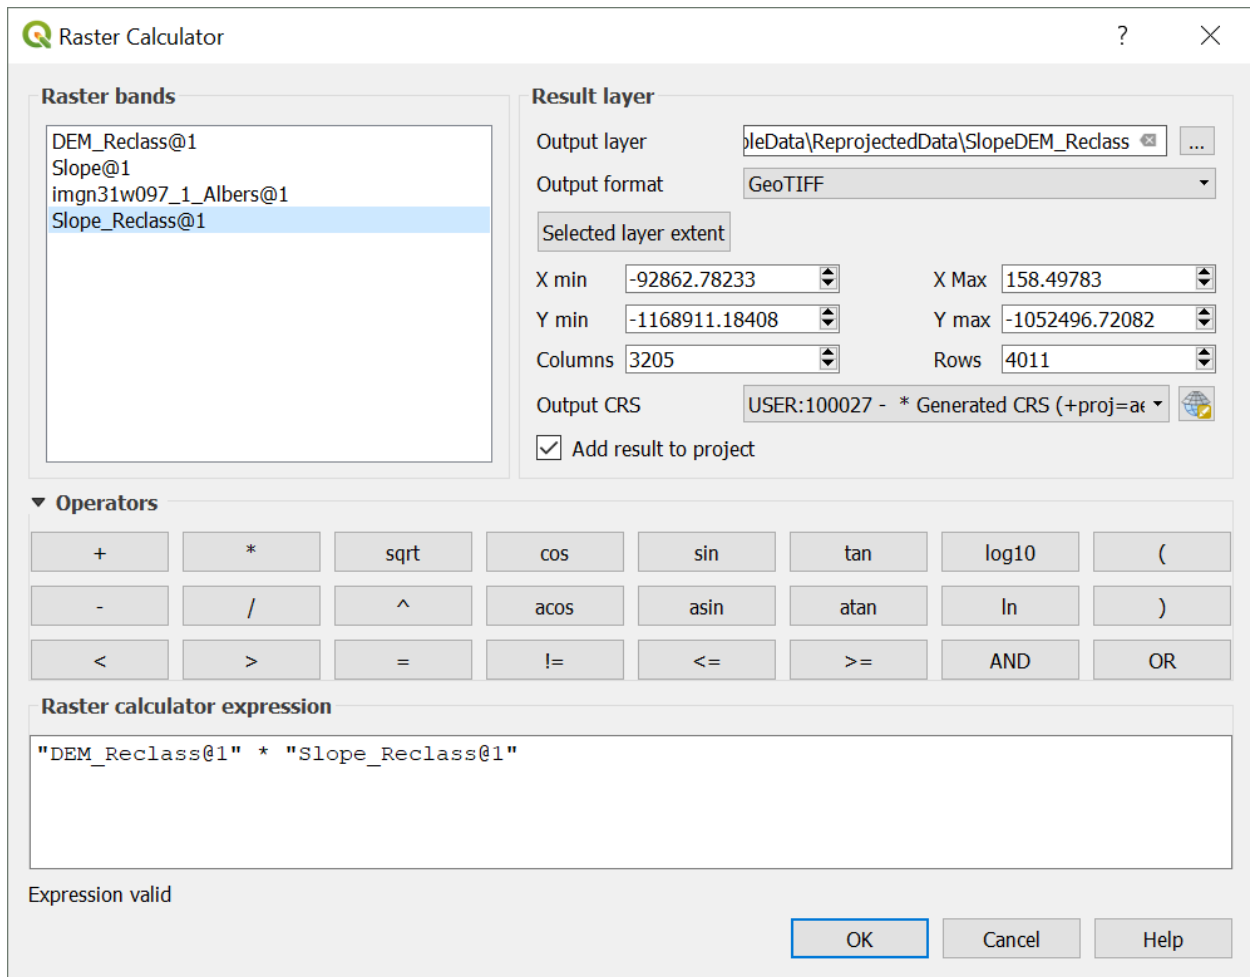 Raster Calculator
?
Raster bands
DEM_Reclass@1
Slope@1
imgn31w097_1_Albers@1
Slope_Reclass@1
Result layer
Output layer oleData\ReprojectedData\SlopeDEM_Reclass ...
Output format GeoTIFF
Selected layer extent
X min -92862.78233 X Max 158.49783
Y min -1168911.18408 Y max -1052496.72082
Columns 3205 Rows 4011
Output CRS USER:100027 - * Generated CRS (+proj=ae
Add result to project
Operators
+ * sqrt cos sin tan log10 (
- / ^ acos asin atan ln )
< > = != <= >= AND OR
Raster calculator expression
"DEM_Reclass@1" * "Slope_Reclass@1"
Expression valid
OK Cancel Help